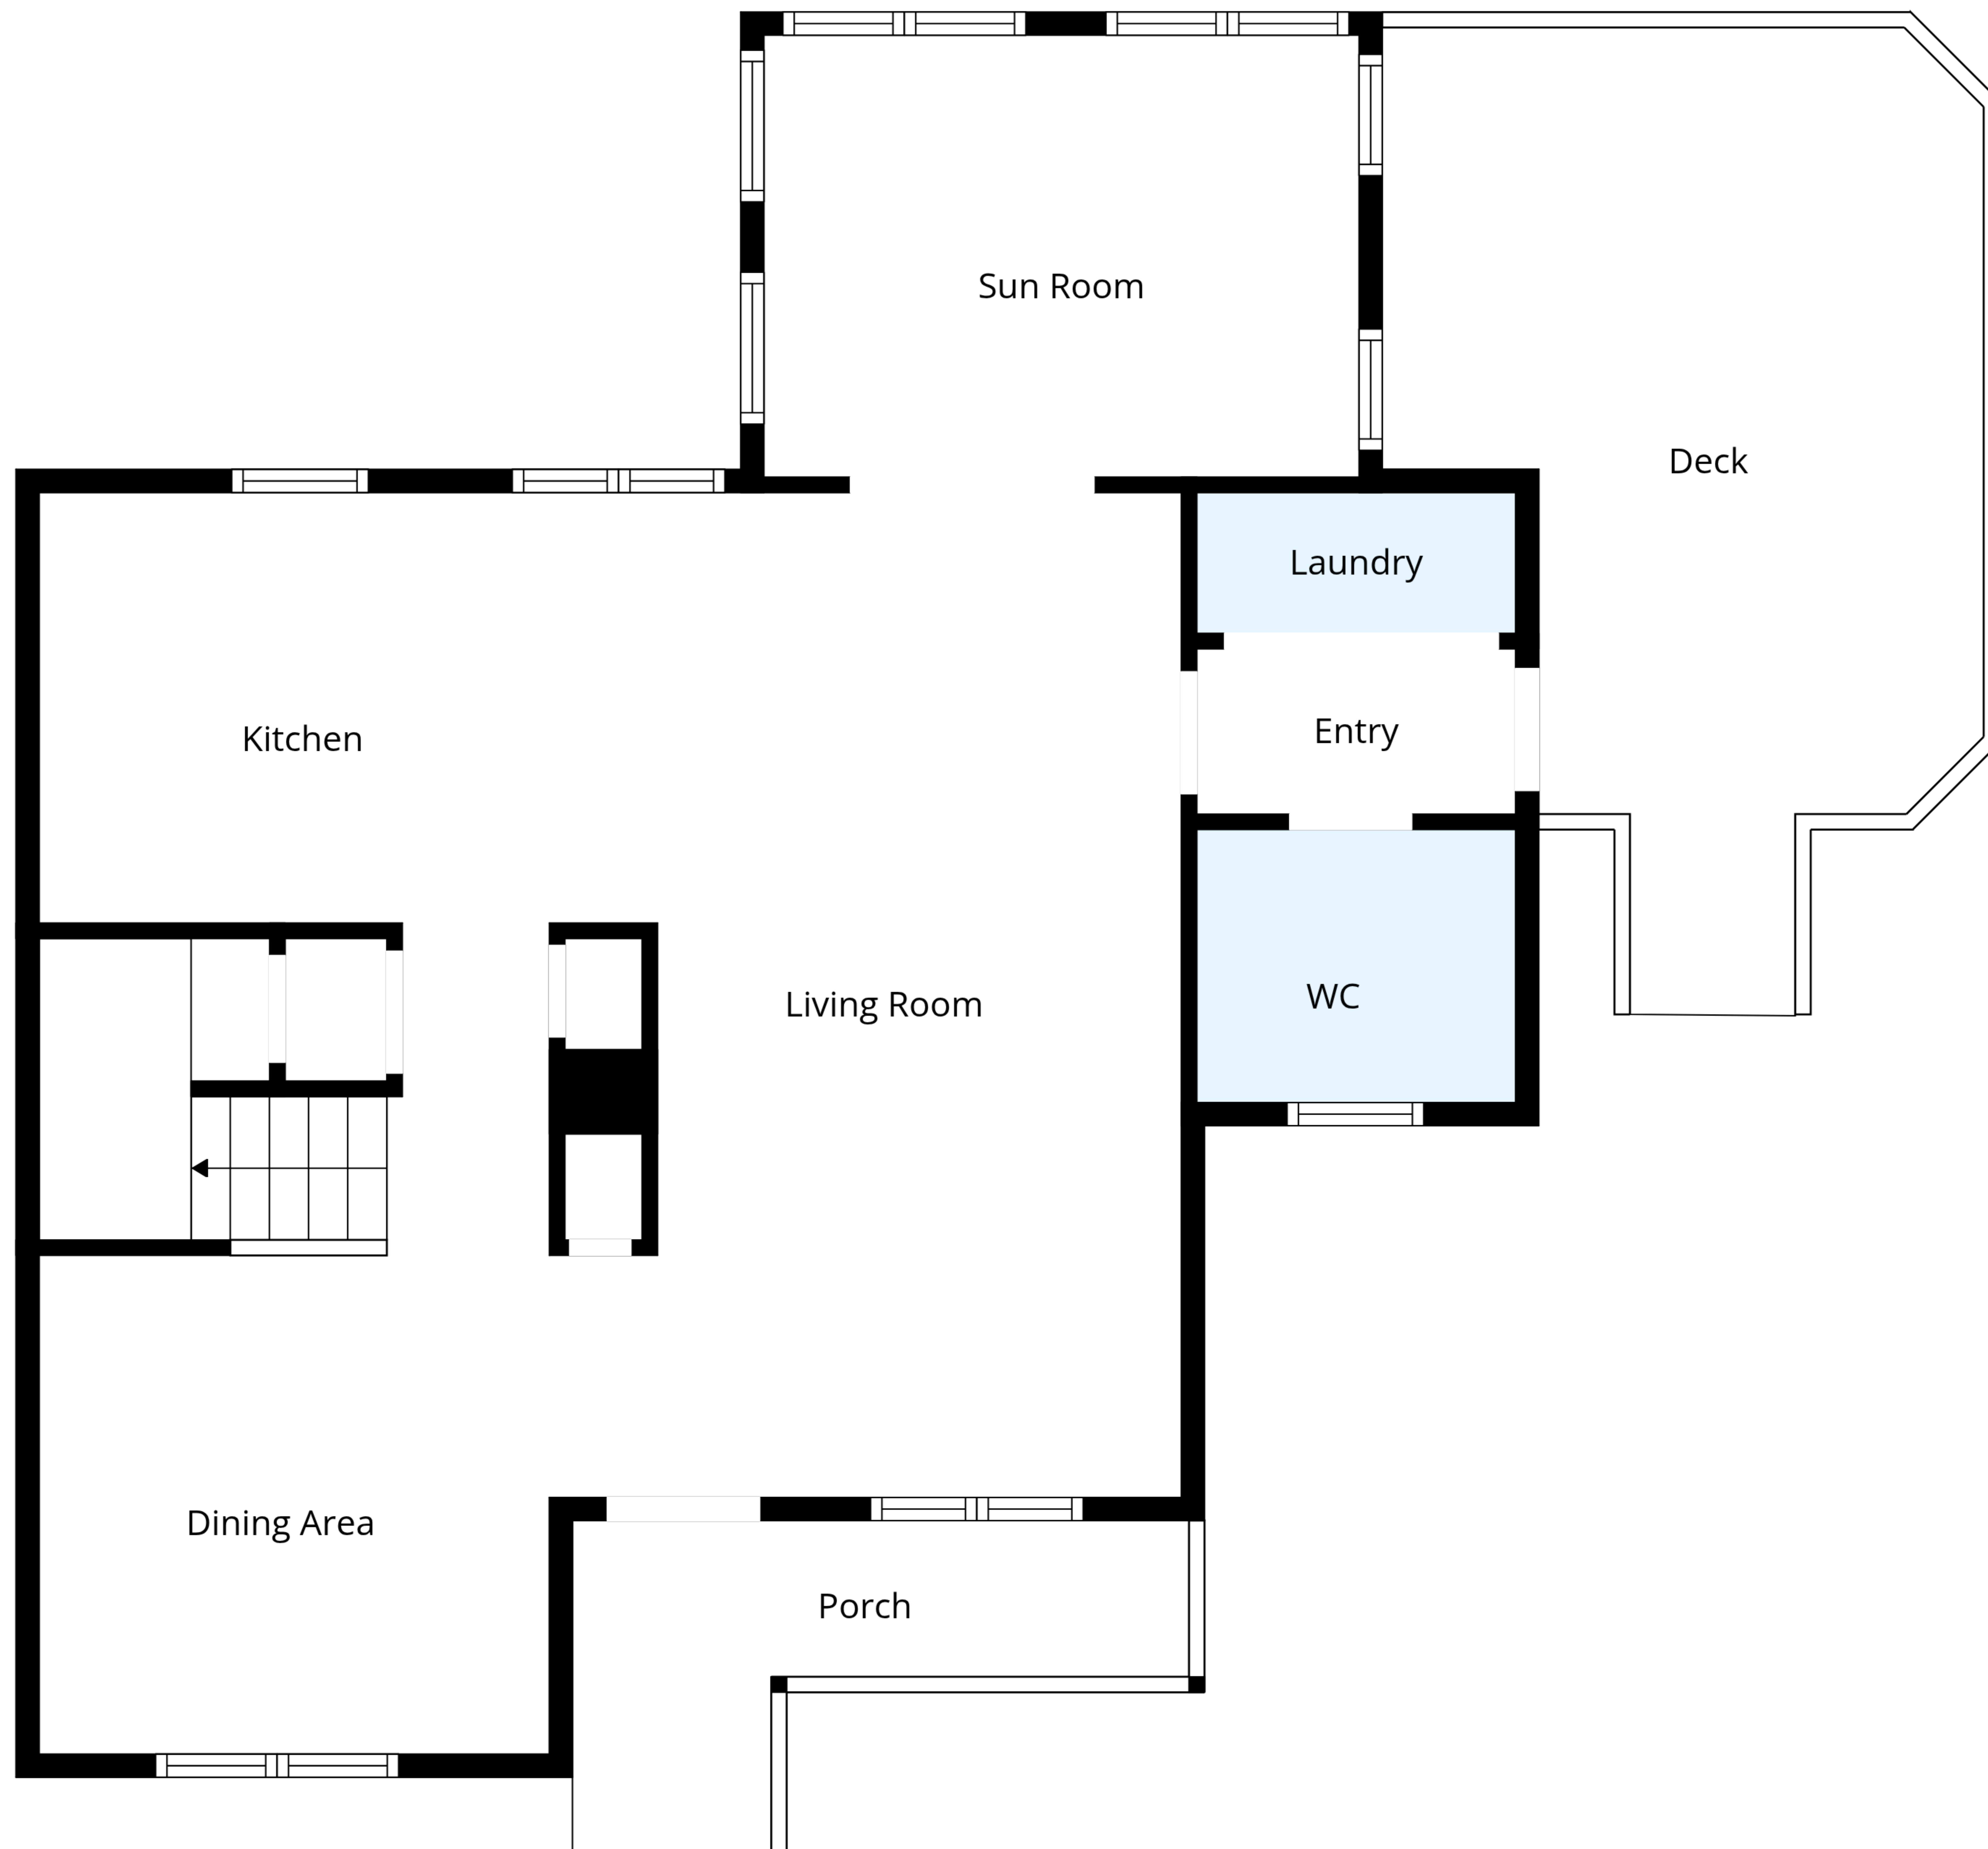 Sun Room
Deck
Laundry
Entry
Kitchen
WC
Living Room
Dining Area
Porch